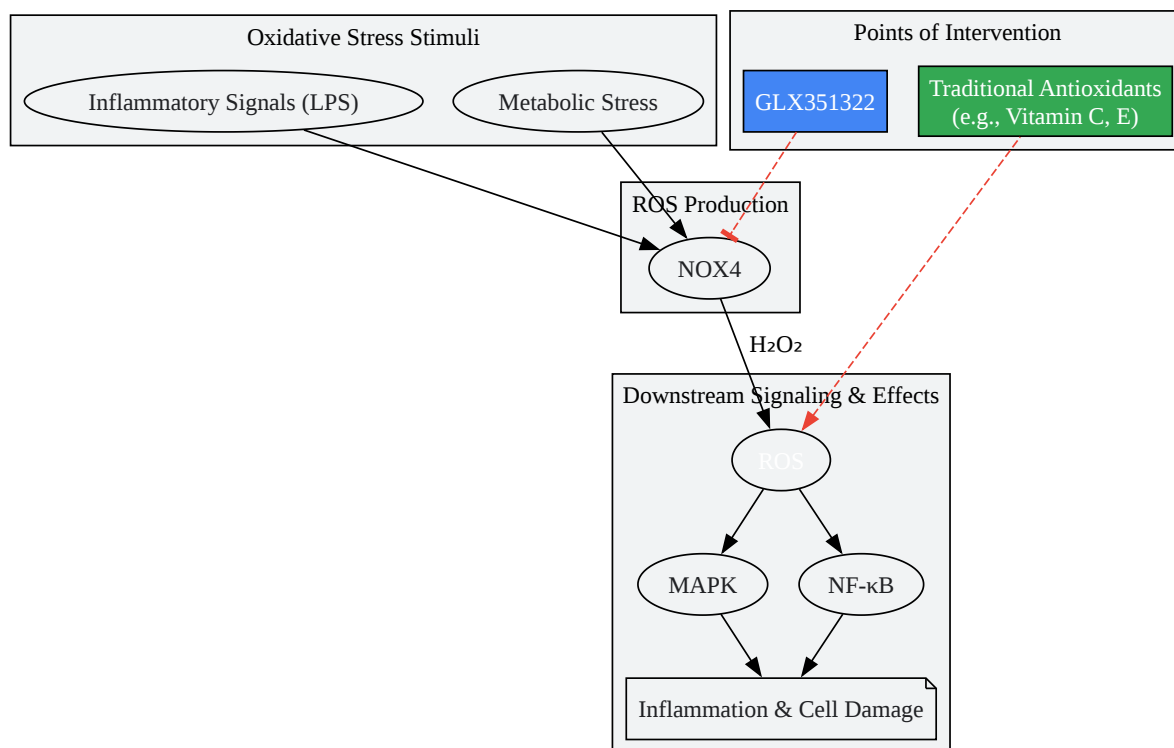 Oxidative Stress Stimuli
Points of Intervention
Inflammatory Signals (LPS)
Metabolic Stress
GLX351322
Traditional Antioxidants
(e.g., Vitamin C, E)
ROS Production
NOX4
H₂O₂
Downstream Signaling & Effects
ROS
MAPK
NF-κB
Inflammation & Cell Damage